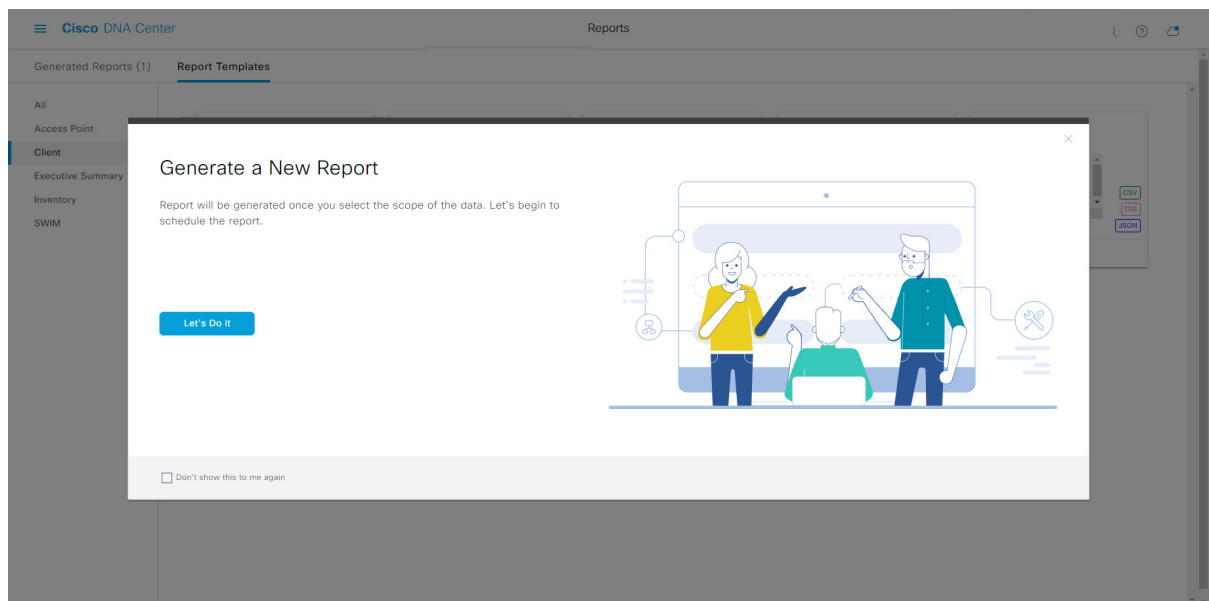 Cisco DNA Center
Reports
Generated Reports (1)
Report Templates
All
Access Point
Client
Executive Summary
Inventory
SWIM
Generate a New Report
Report will be generated once you select the scope of the data. Let's begin to
schedule the report.
Let's Do it
Don't show this to me again
CSV
TDE
JSON